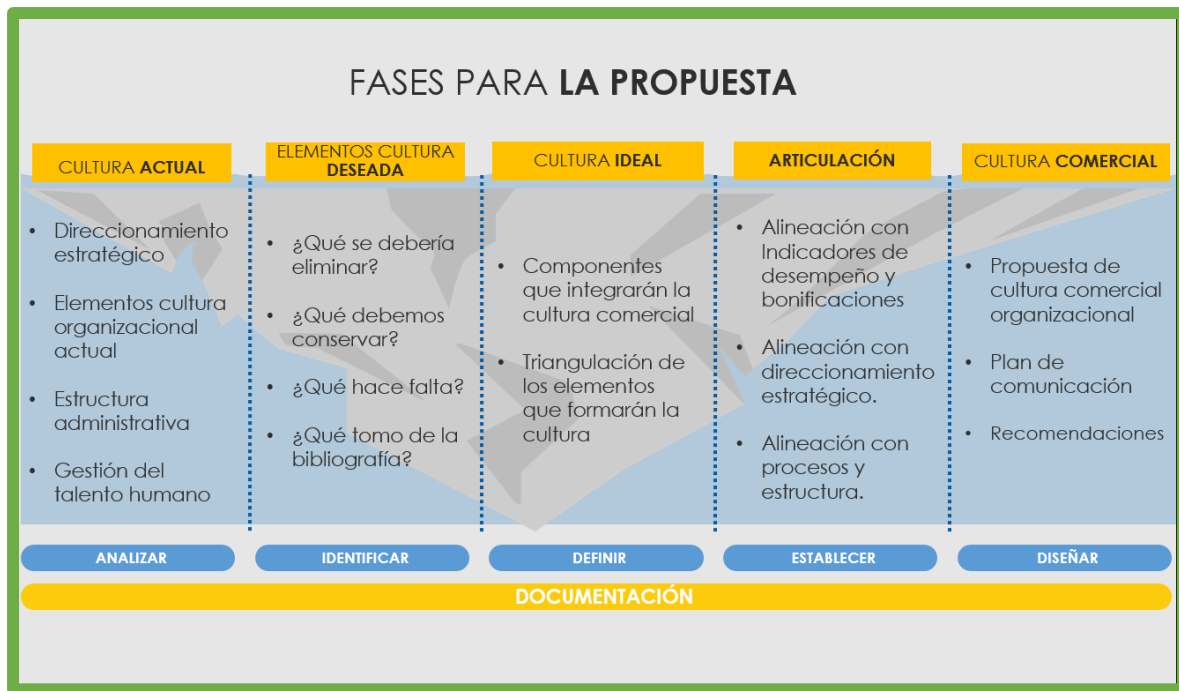 FASES PARA LA PROPUESTA
CULTURA ACTUAL
• Direccionamiento
estratégico
• Elementos cultura
organizacional
actual
• Estructura
administrativa
• Gestión del
talento humano
ANALIZAR
ELEMENTOS CULTURA
DESEADA
• ¿Qué se debería
eliminar?
• ¿Qué debemos
conservar?
• ¿Qué hace falta?
• ¿Qué tomo de la
bibliografía?
IDENTIFICAR
CULTURA IDEAL
• Componentes
que integrarán la
cultura comercial
• Triangulación de
los elementos
que formarán la
cultura
DEFINIR
ARTICULACIÓN
• Alineación con
Indicadores de
desempeño y
bonificaciones
• Alineación con
direccionamiento
estratégico.
• Alineación con
procesos y
estructura.
ESTABLECER
CULTURA COMERCIAL
• Propuesta de
cultura comercial
organizacional
• Plan de
comunicación
• Recomendaciones
DISEÑAR
DOCUMENTACIÓN